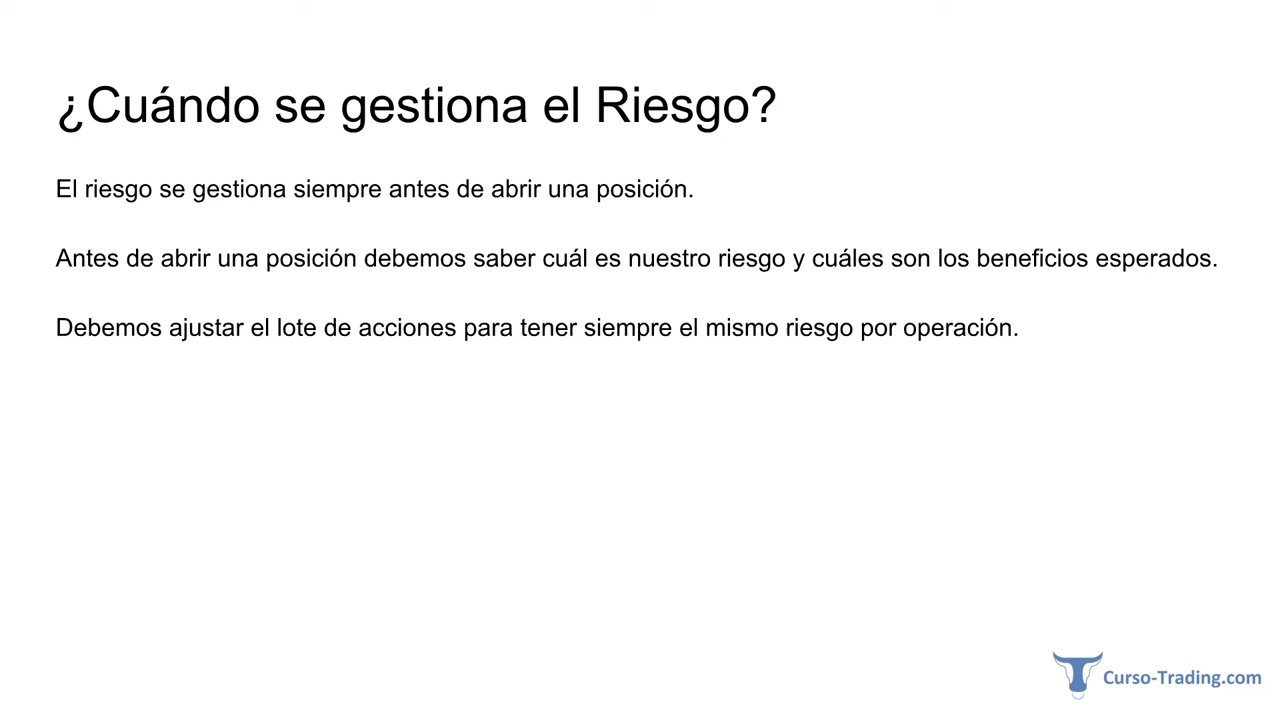 ¿Cuándo se gestiona el Riesgo?
El riesgo se gestiona siempre antes de abrir una posición.
Antes de abrir una posición debemos saber cuál es nuestro riesgo y cuáles son los beneficios esperados.
Debemos ajustar el lote de acciones para tener siempre el mismo riesgo por operación.
Curso-Trading.com